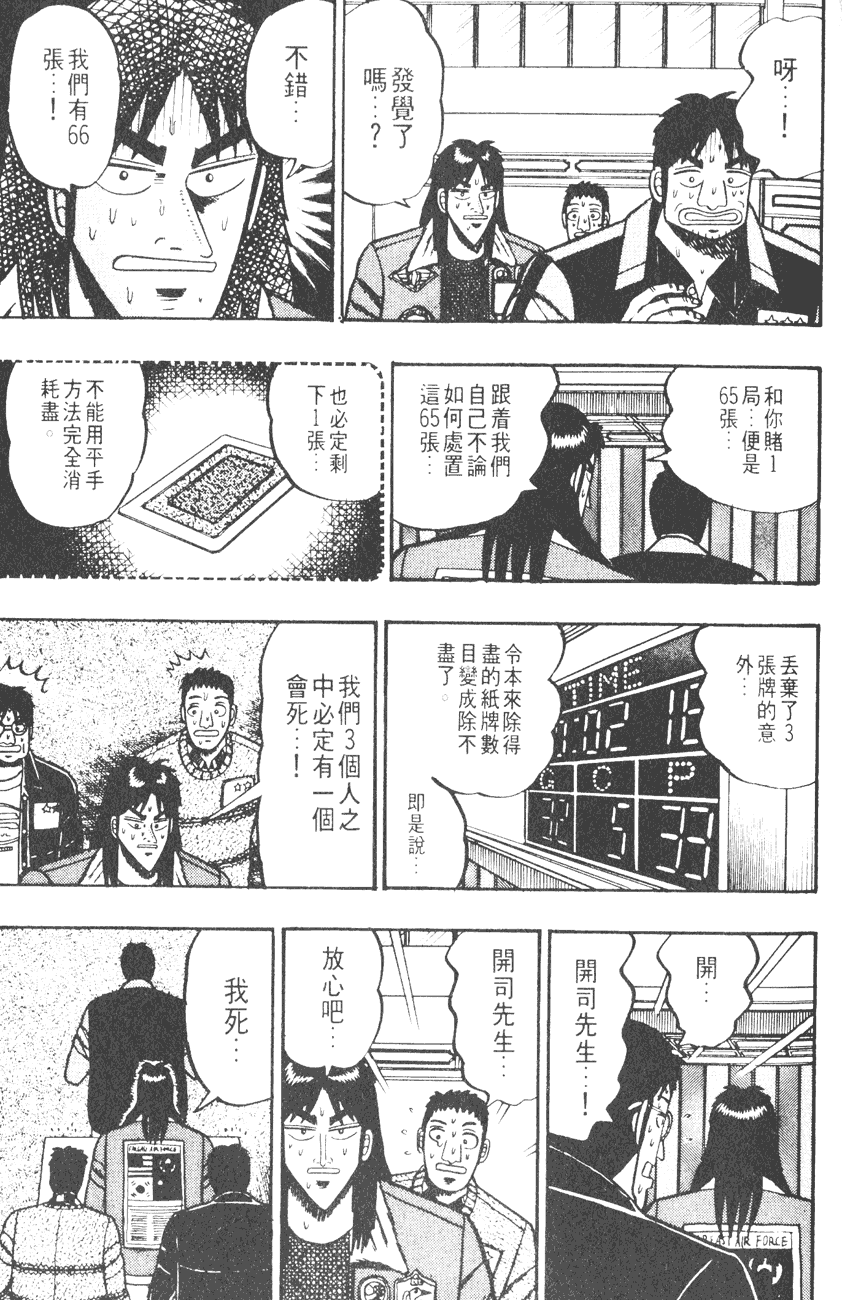 呀…！
發覺了
嗎…？
不錯…
我們有66
張…！
和你賭1
局…便是
65張…
跟着我們
自己不論
如何處置
這65張…
也必定剩
下1張…
不能用平手
方法完全消
耗盡。
丟棄了3
張牌的意
外…
TIME
G C P
令本來除得
盡的紙牌數
目變成除不
盡了。
即是說…
我們3個人之
中必定有一個
會死…！
開…
開司先生…！
AIR FORCE
開司先生…
放心吧…
我死…